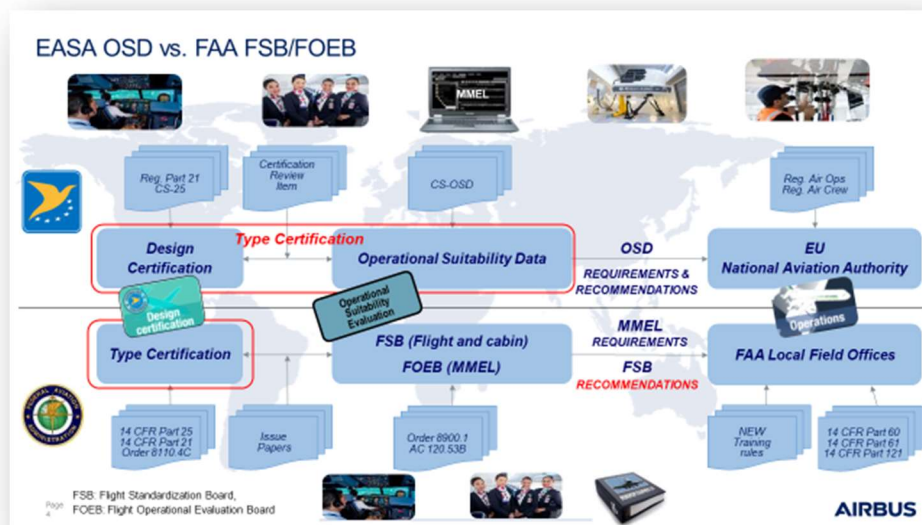 EASA OSD vs. FAA FSB/FOEB
MMEL
Reg. Part 21
CS-25
Certification
Review
Item
CS-OSD
Reg. Air Ops
Reg. Air Crew
Type Certification
Design
Certification
Operational Suitability Data
OSD
REQUIREMENTS &
RECOMMENDATIONS
EU
National Aviation Authority
Design
certification
Operational
Suitability
Evaluation
Operations
Type Certification
FSB (Flight and cabin)
FOEB (MMEL)
MMEL
REQUIREMENTS
FSB
RECOMMENDATIONS
FAA Local Field Offices
14 CFR Part 25
14 CFR Part 21
Order 8110.4C
Issue
Papers
Order 8900.1
AC 120.53B
NEW
Training
rules
14 CFR Part 60
14 CFR Part 61
14 CFR Part 121
Page
4
FSB: Flight Standardization Board,
FOEB: Flight Operational Evaluation Board
AIRBUS